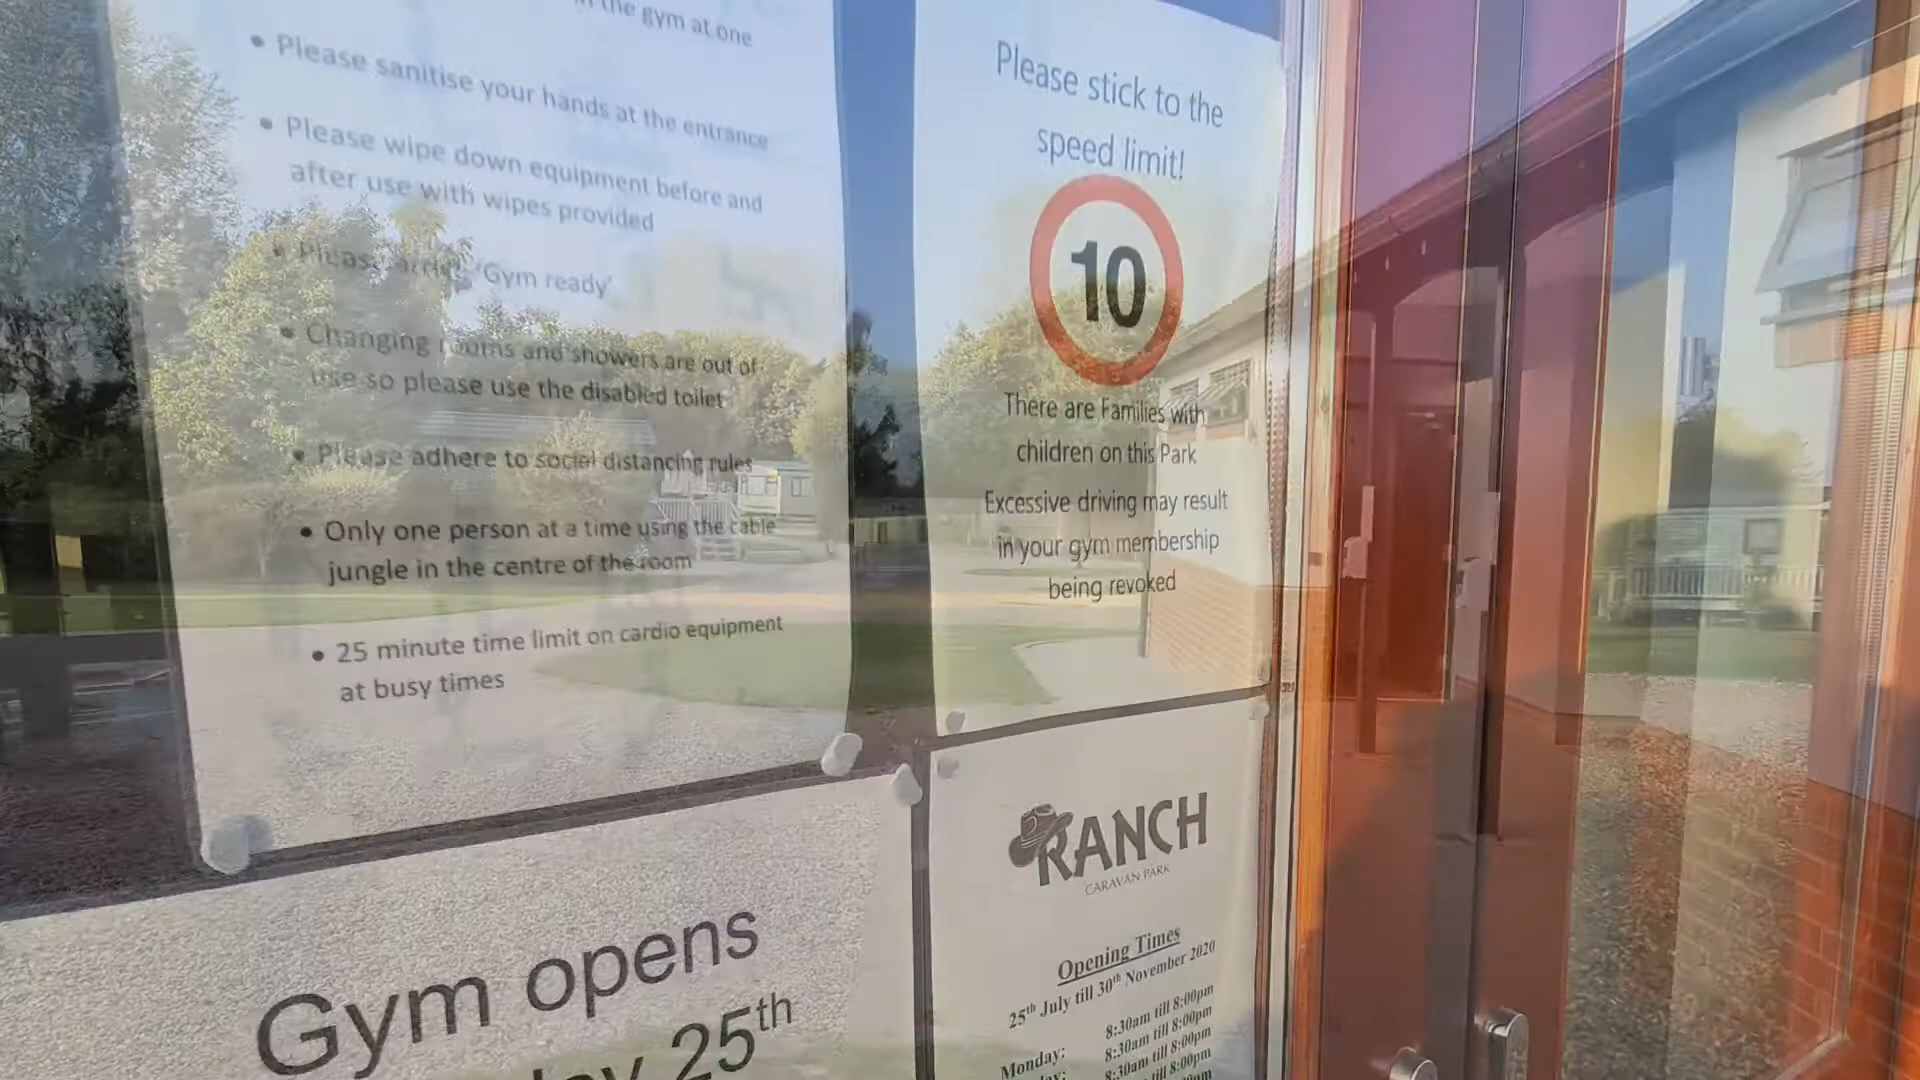 in the gym at one
• Please sanitise your hands at the entrance
• Please wipe down equipment before and
after use with wipes provided
• Please arrive 'Gym ready'
• Changing rooms and showers are out of
use so please use the disabled toilet
• Please adhere to social distancing rules
• Only one person at a time using the cable
jungle in the centre of the room
• 25 minute time limit on cardio equipment
at busy times
Please stick to the
speed limit!
10
There are Families with
children on this Park
Excessive driving may result
in your gym membership
being revoked
Gym opens
25th
RANCH
CARAVAN PARK
Opening Times
25th July till 30th November 2020
8:30am till 8:00pm
Monday: 8:30am till 8:00pm
8:30am till 8:00pm